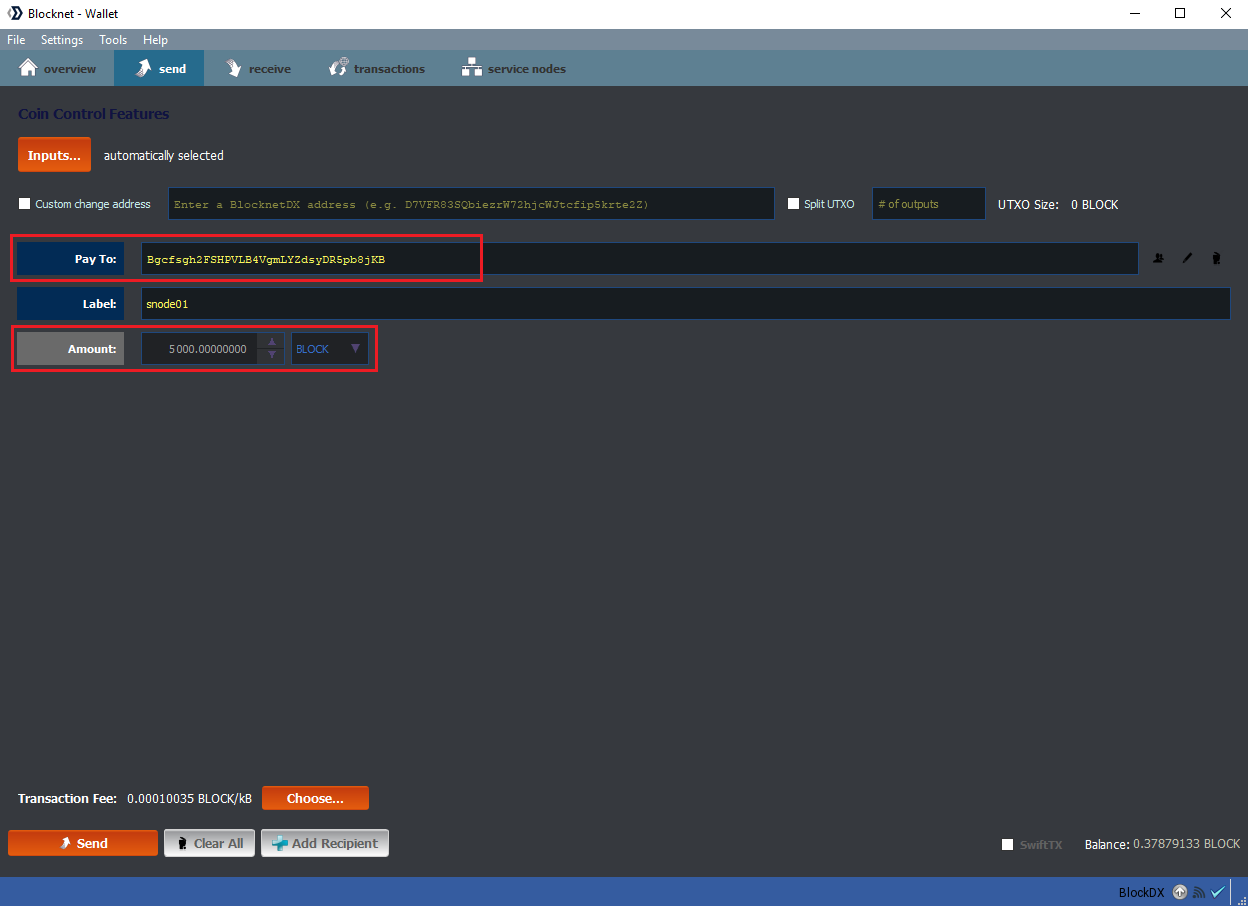 Blocknet - Wallet
File Settings Tools Help
overview send receive transactions service nodes
Coin Control Features
Inputs... automatically selected
Custom change address Enter a BlocknetDX address (e.g. D7VFR83SQbiezrW72hjcWJtcfip5krte2Z) Split UTXO # of outputs UTXO Size: 0 BLOCK
Pay To: Bgcfsgh2FSHPVLB4VgmLYZdsyDR5pb8jKB
Label: snode01
Amount: 5000.00000000 BLOCK
Transaction Fee: 0.00010035 BLOCK/kB Choose...
Send Clear All Add Recipient SwiftTX Balance: 0.37879133 BLOCK
BlockDX